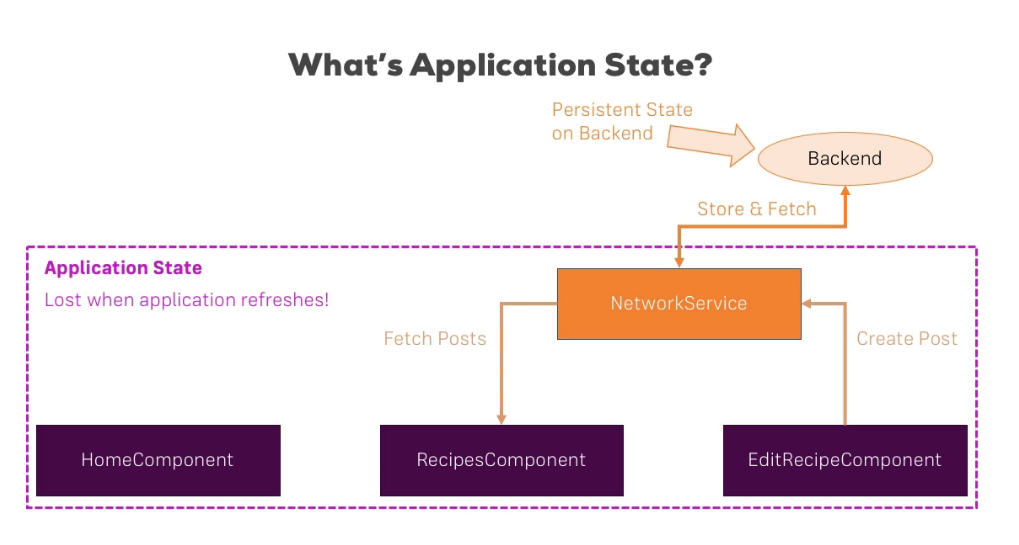 What's Application State?
Persistent State
on Backend
Backend
Store & Fetch
Application State
Lost when application refreshes!
NetworkService
Fetch Posts
Create Post
HomeComponent
RecipesComponent
EditRecipeComponent